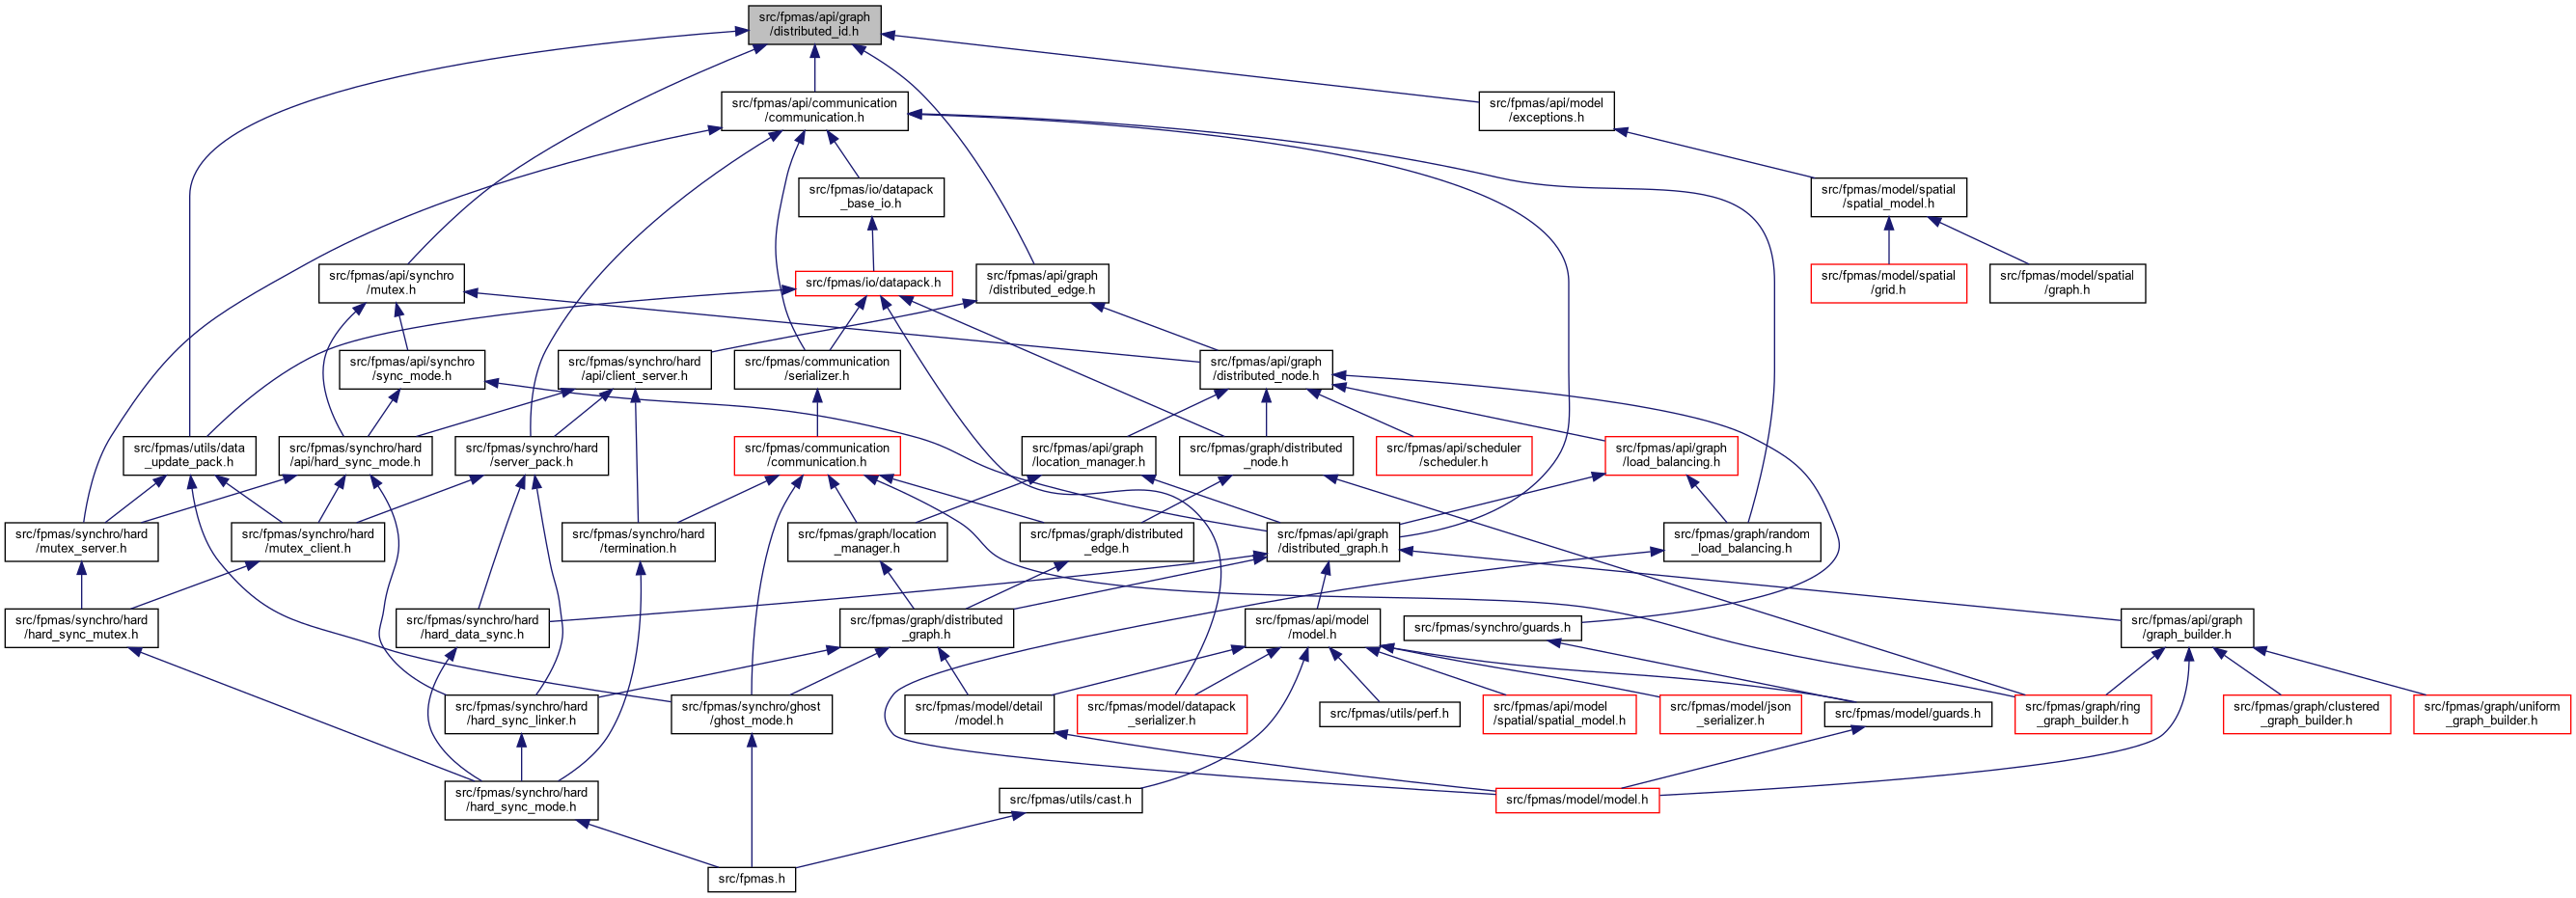 src/fpmas/api/graph
/distributed_id.h
src/fpmas/api/communication
/communication.h
src/fpmas/api/model
/exceptions.h
src/fpmas/io/datapack
_base_io.h
src/fpmas/model/spatial
/spatial_model.h
src/fpmas/api/synchro
/mutex.h
src/fpmas/io/datapack.h
src/fpmas/api/graph
/distributed_edge.h
src/fpmas/model/spatial
/grid.h
src/fpmas/model/spatial
/graph.h
src/fpmas/api/synchro
/sync_mode.h
src/fpmas/synchro/hard
/api/client_server.h
src/fpmas/communication
/serializer.h
src/fpmas/api/graph
/distributed_node.h
src/fpmas/utils/data
_update_pack.h
src/fpmas/synchro/hard
/api/hard_sync_mode.h
src/fpmas/synchro/hard
/server_pack.h
src/fpmas/communication
/communication.h
src/fpmas/api/graph
/location_manager.h
src/fpmas/graph/distributed
_node.h
src/fpmas/api/scheduler
/scheduler.h
src/fpmas/api/graph
/load_balancing.h
src/fpmas/synchro/hard
/mutex_server.h
src/fpmas/synchro/hard
/mutex_client.h
src/fpmas/synchro/hard
/termination.h
src/fpmas/graph/location
_manager.h
src/fpmas/graph/distributed
_edge.h
src/fpmas/api/graph
/distributed_graph.h
src/fpmas/graph/random
_load_balancing.h
src/fpmas/synchro/hard
/hard_sync_mutex.h
src/fpmas/synchro/hard
/hard_data_sync.h
src/fpmas/graph/distributed
_graph.h
src/fpmas/api/model
/model.h
src/fpmas/synchro/guards.h
src/fpmas/api/graph
/graph_builder.h
src/fpmas/synchro/hard
/hard_sync_linker.h
src/fpmas/synchro/ghost
/ghost_mode.h
src/fpmas/model/detail
/model.h
src/fpmas/model/datapack
_serializer.h
src/fpmas/utils/perf.h
src/fpmas/api/model
/spatial/spatial_model.h
src/fpmas/model/json
_serializer.h
src/fpmas/model/guards.h
src/fpmas/graph/ring
_graph_builder.h
src/fpmas/graph/clustered
_graph_builder.h
src/fpmas/graph/uniform
_graph_builder.h
src/fpmas/synchro/hard
/hard_sync_mode.h
src/fpmas/utils/cast.h
src/fpmas/model/model.h
src/fpmas.h